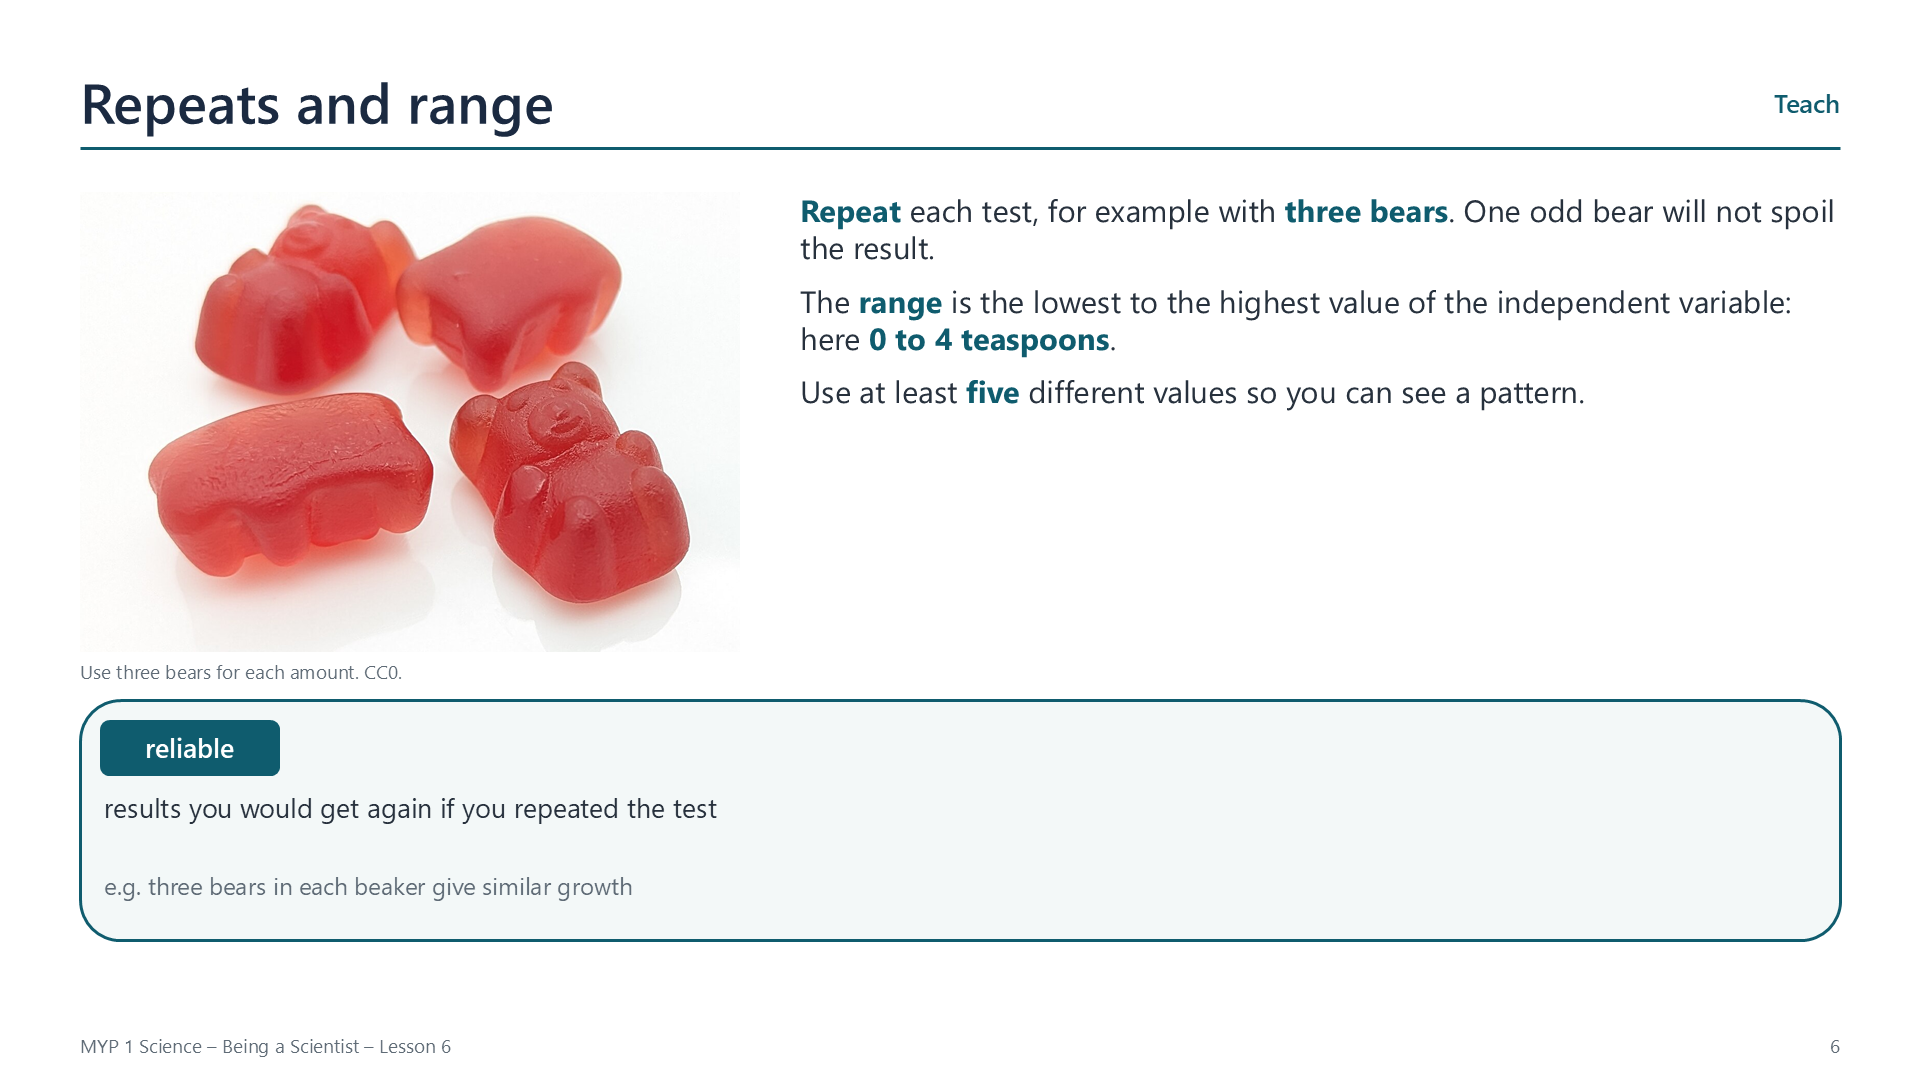 Repeats and range
Teach
Repeat each test, for example with three bears. One odd bear will not spoil
the result.
The range is the lowest to the highest value of the independent variable:
here 0 to 4 teaspoons.
Use at least five different values so you can see a pattern.
Use three bears for each amount. CC0.
reliable
results you would get again if you repeated the test
e.g. three bears in each beaker give similar growth
MYP 1 Science – Being a Scientist – Lesson 6
6